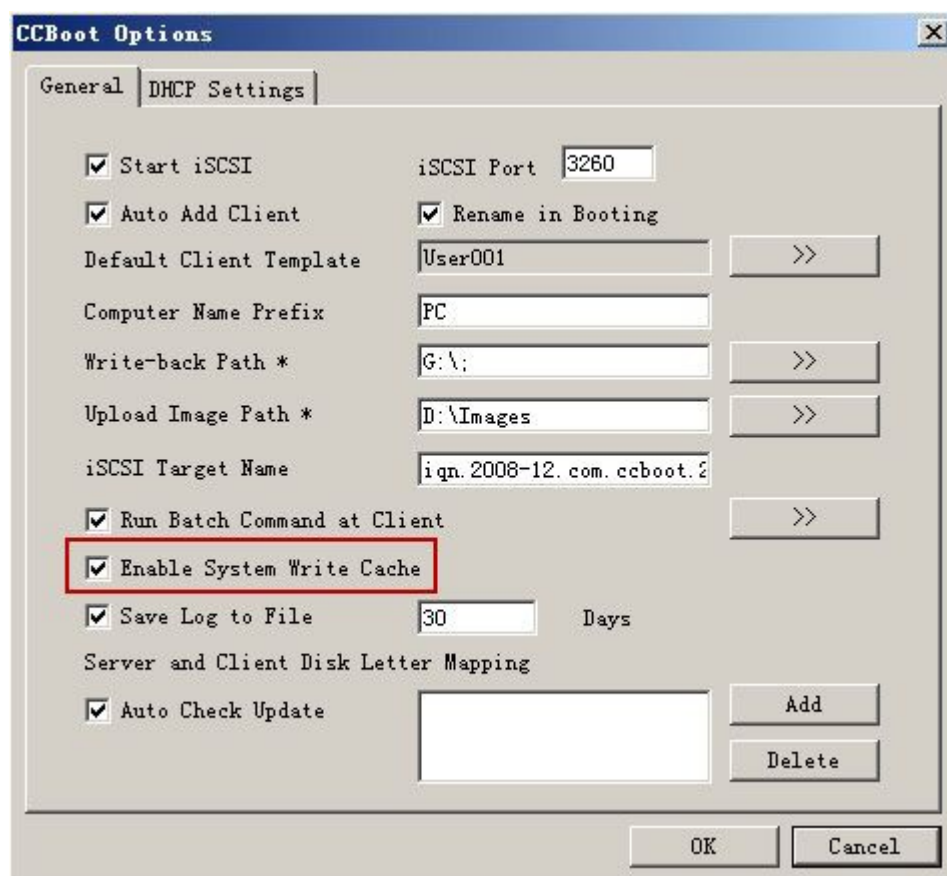 CCBoot Options
General DHCP Settings
Start iSCSI iSCSI Port 3260
Auto Add Client Rename in Booting
Default Client Template User001 >>
Computer Name Prefix PC
Write-back Path * G:\; >>
Upload Image Path * D:\Images >>
iSCSI Target Name iqn.2008-12.com.ccboot.2
Run Batch Command at Client >>
Enable System Write Cache
Save Log to File 30 Days
Server and Client Disk Letter Mapping
Auto Check Update Add
Delete
OK Cancel